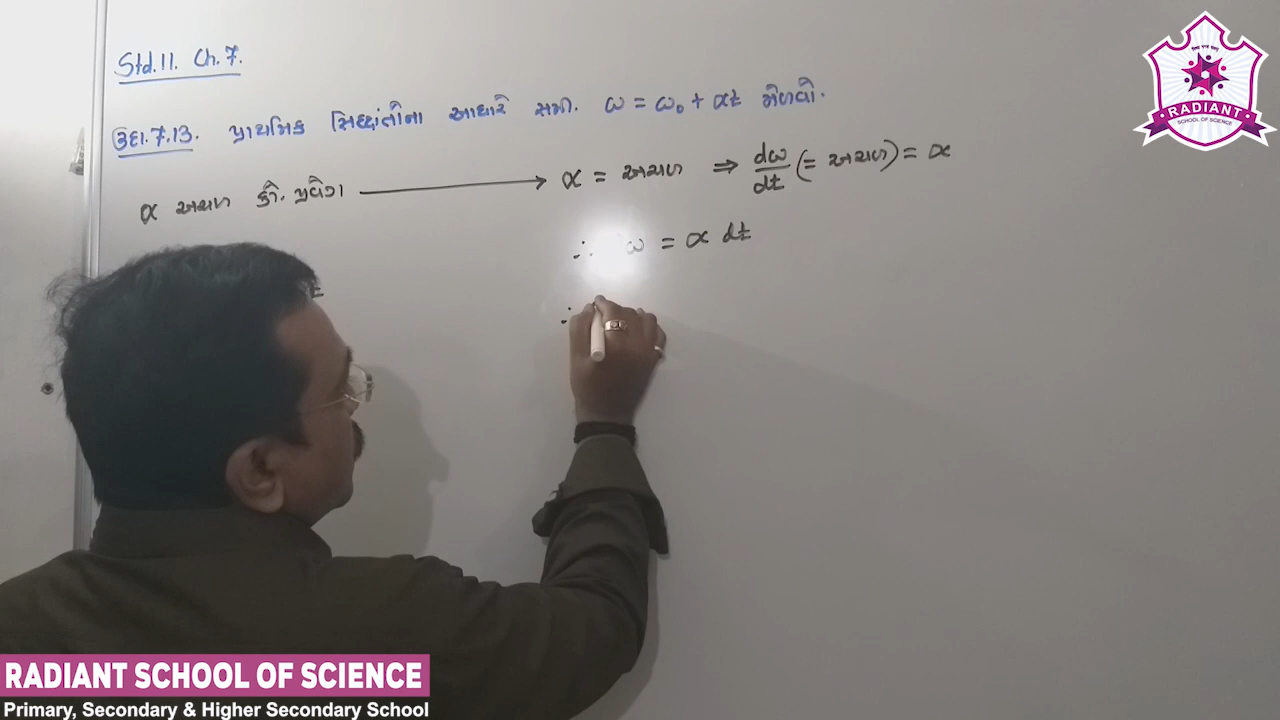 Std.11. Ch.7.
ઉદા.7.13. પ્રાથમિક સિદ્ધાંતોના આધારે સમી. ω = ω₀ + αt મેળવો.
α અચળ કો. પ્રવેગ → α = અચળ ⇒ dω/dt (= અચળ) = α
∴ ω = α dt
∴
RADIANT
SCHOOL OF SCIENCE
RADIANT SCHOOL OF SCIENCE
Primary, Secondary & Higher Secondary School